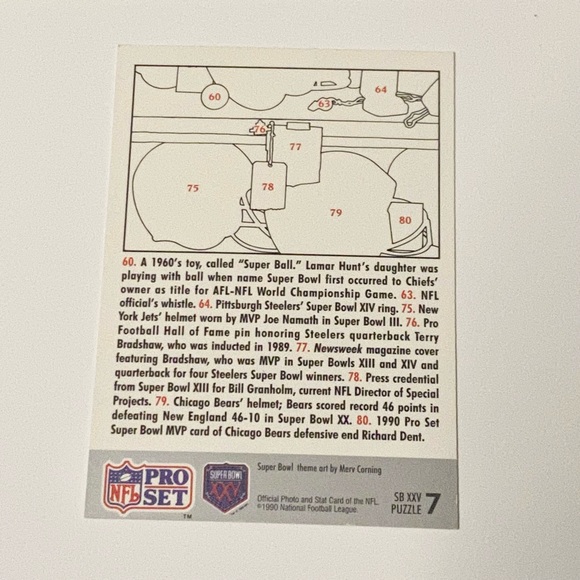 60
63
64
76
77
75
78
79
80
60. A 1960's toy, called "Super Ball." Lamar Hunt's daughter was
playing with ball when name Super Bowl first occurred to Chiefs'
owner as title for AFL-NFL World Championship Game. 63. NFL
official's whistle. 64. Pittsburgh Steelers' Super Bowl XIV ring. 75. New
York Jets' helmet worn by MVP Joe Namath in Super Bowl III. 76. Pro
Football Hall of Fame pin honoring Steelers quarterback Terry
Bradshaw, who was inducted in 1989. 77. Newsweek magazine cover
featuring Bradshaw, who was MVP in Super Bowls XIII and XIV and
quarterback for four Steelers Super Bowl winners. 78. Press credential
from Super Bowl XIII for Bill Granholm, current NFL Director of Special
Projects. 79. Chicago Bears' helmet; Bears scored record 46 points in
defeating New England 46-10 in Super Bowl XX. 80. 1990 Pro Set
Super Bowl MVP card of Chicago Bears defensive end Richard Dent.
NFL
PRO
SET
TM
SUPER BOWL
XXV
Super Bowl theme art by Merv Corning
Official Photo and Stat Card of the NFL.
©1990 National Football League.
SB XXV
PUZZLE 7